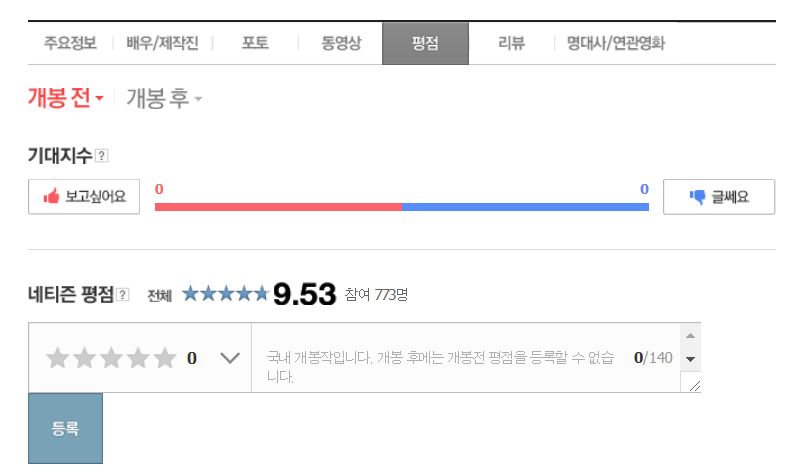 주요정보 배우/제작진 포토 동영상 평점 리뷰 명대사/연관영화
개봉 전 개봉 후
기대지수 ?
보고싶어요 0 0 글쎄요
네티즌 평점 ? 전체 9.53 참여 773명
0 국내 개봉작입니다. 개봉 후에는 개봉전 평점을 등록할 수 없습 0/140
니다.
등록